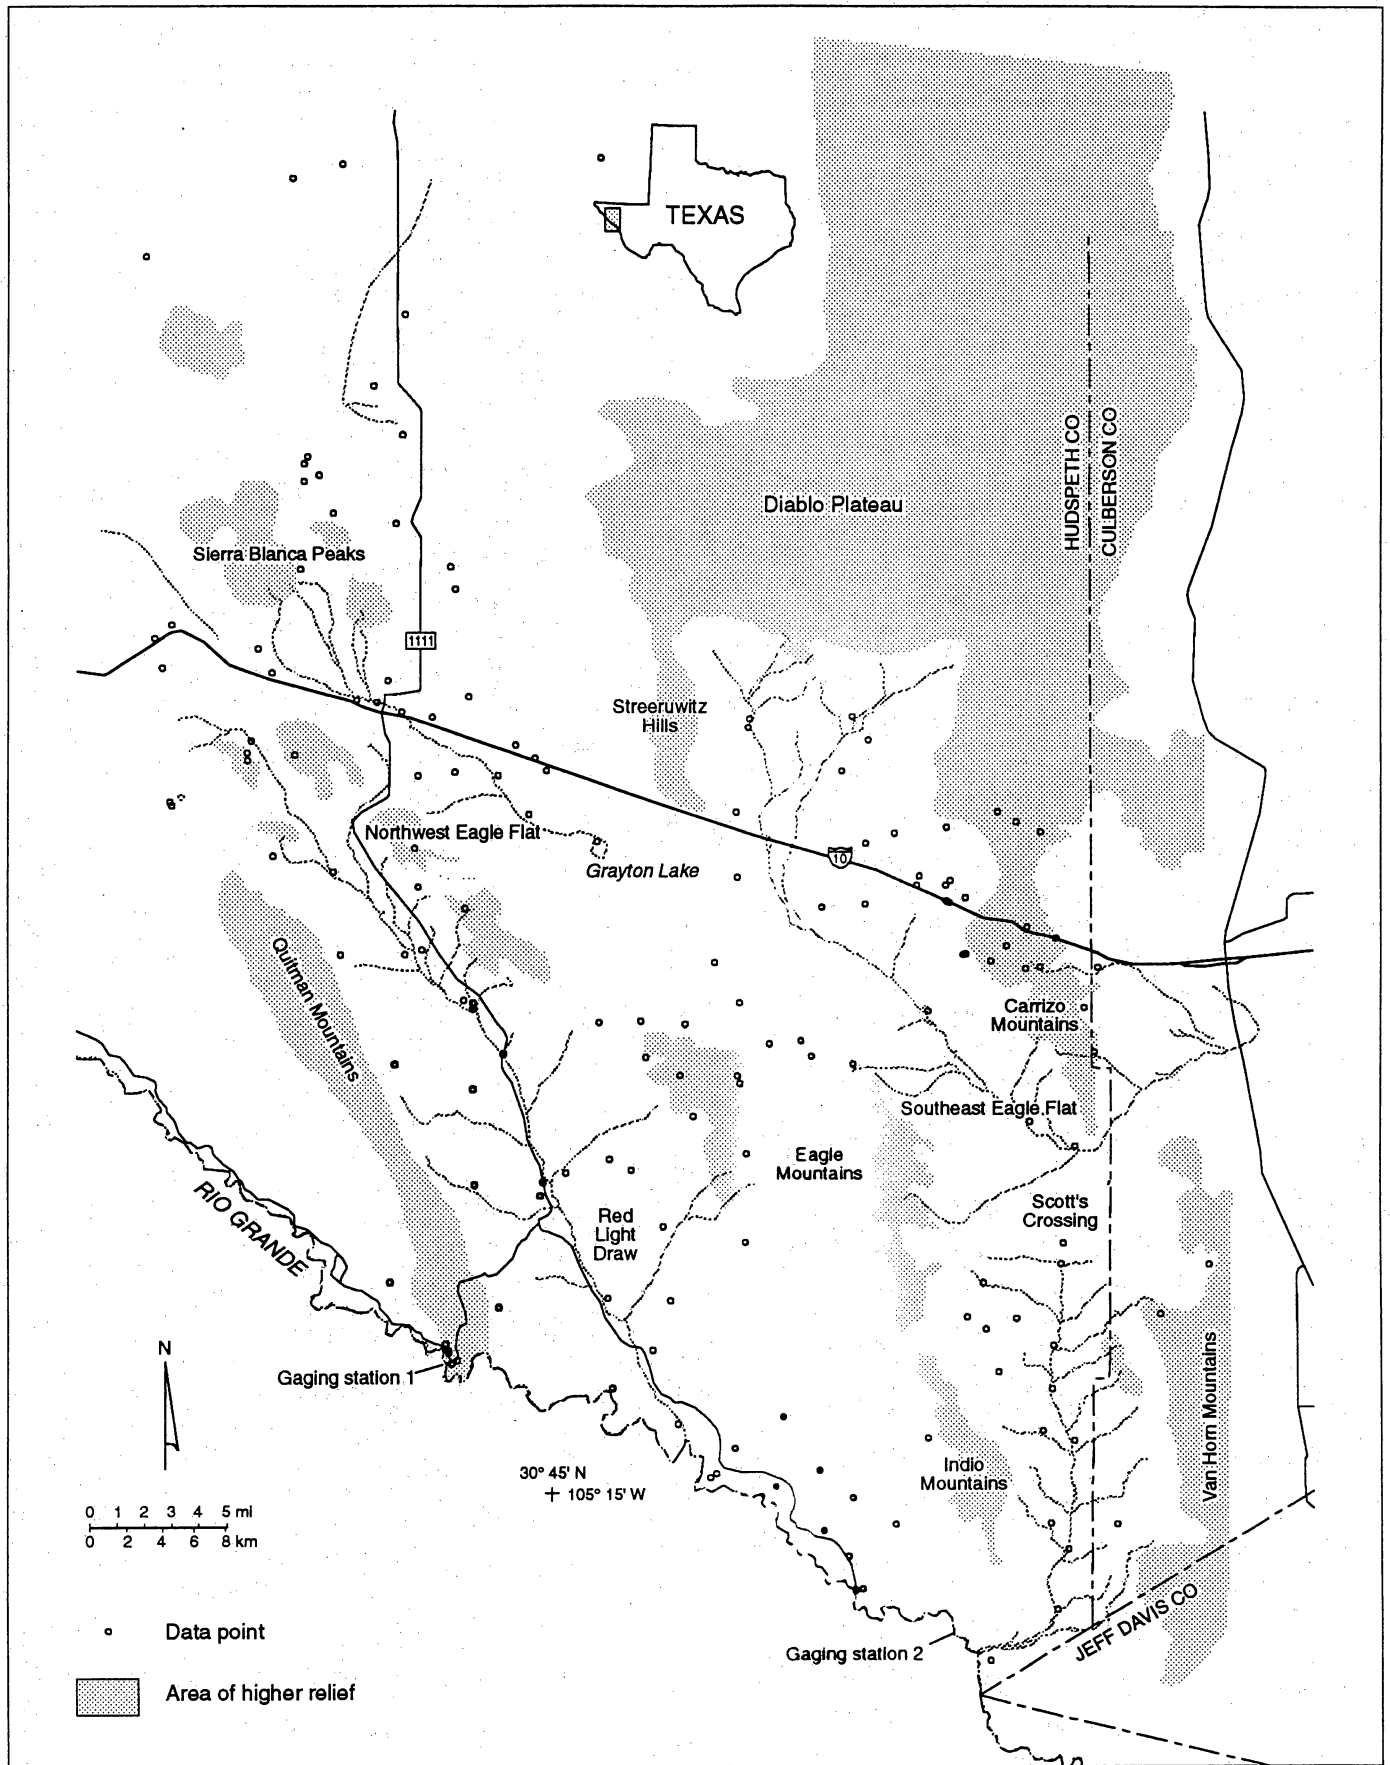 TEXAS
HUDSPETH CO
CULBERSON CO
Diablo Plateau
Sierra Blanca Peaks
1111
Streeruwitz
Hills
Northwest Eagle Flat
10
Grayton Lake
Quitman Mountains
Carrizo
Mountains
Southeast Eagle Flat
Eagle
Mountains
RIO GRANDE
Red
Light
Draw
Scott's
Crossing
N
Gaging station 1
Van Horn Mountains
Indio
Mountains
30° 45' N
105° 15' W
0 1 2 3 4 5 mi
0 2 4 6 8 km
Data point
JEFF DAVIS CO
Gaging station 2
Area of higher relief